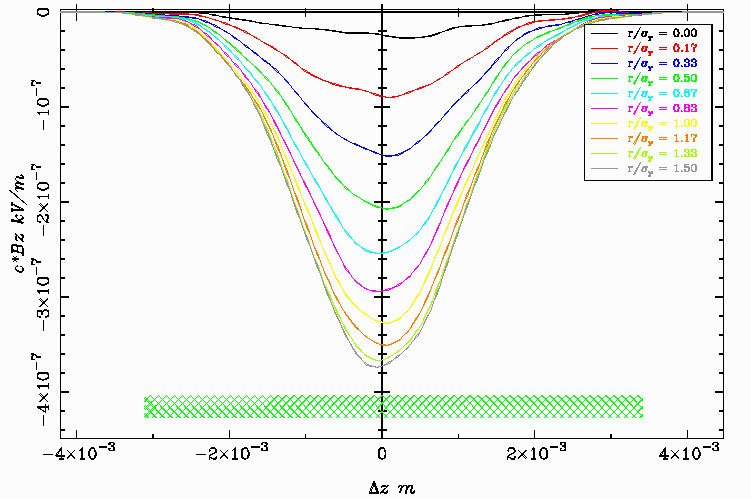 0
−10⁻⁷
−2×10⁻⁷
−3×10⁻⁷
−4×10⁻⁷
c*Bz kV/m
r/σᵣ = 0.00
r/σᵣ = 0.17
r/σᵣ = 0.33
r/σᵣ = 0.50
r/σᵣ = 0.67
r/σᵣ = 0.83
r/σᵣ = 1.00
r/σᵣ = 1.17
r/σᵣ = 1.33
r/σᵣ = 1.50
−4×10⁻³ −2×10⁻³ 0 2×10⁻³ 4×10⁻³
Δz m